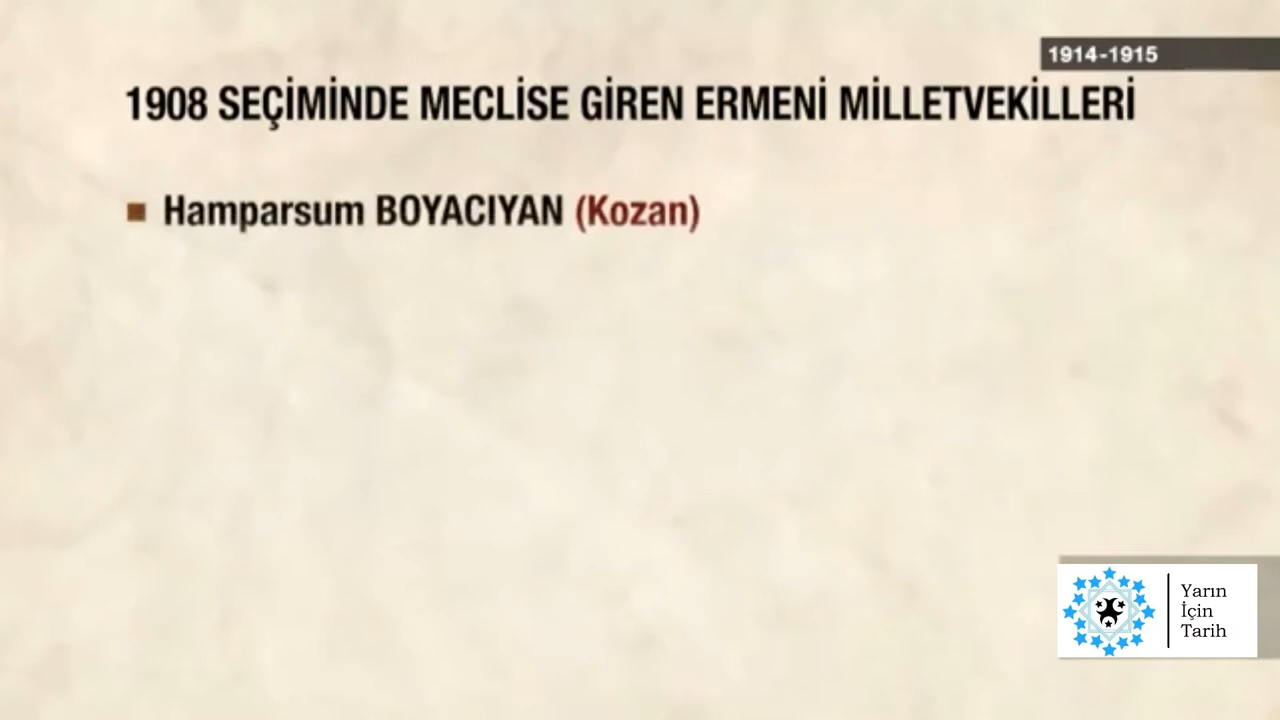 1914-1915
1908 SEÇİMİNDE MECLİSE GİREN ERMENİ MİLLETVEKİLLERİ
Hamparsum BOYACIYAN (Kozan)
Yarın
İçin
Tarih